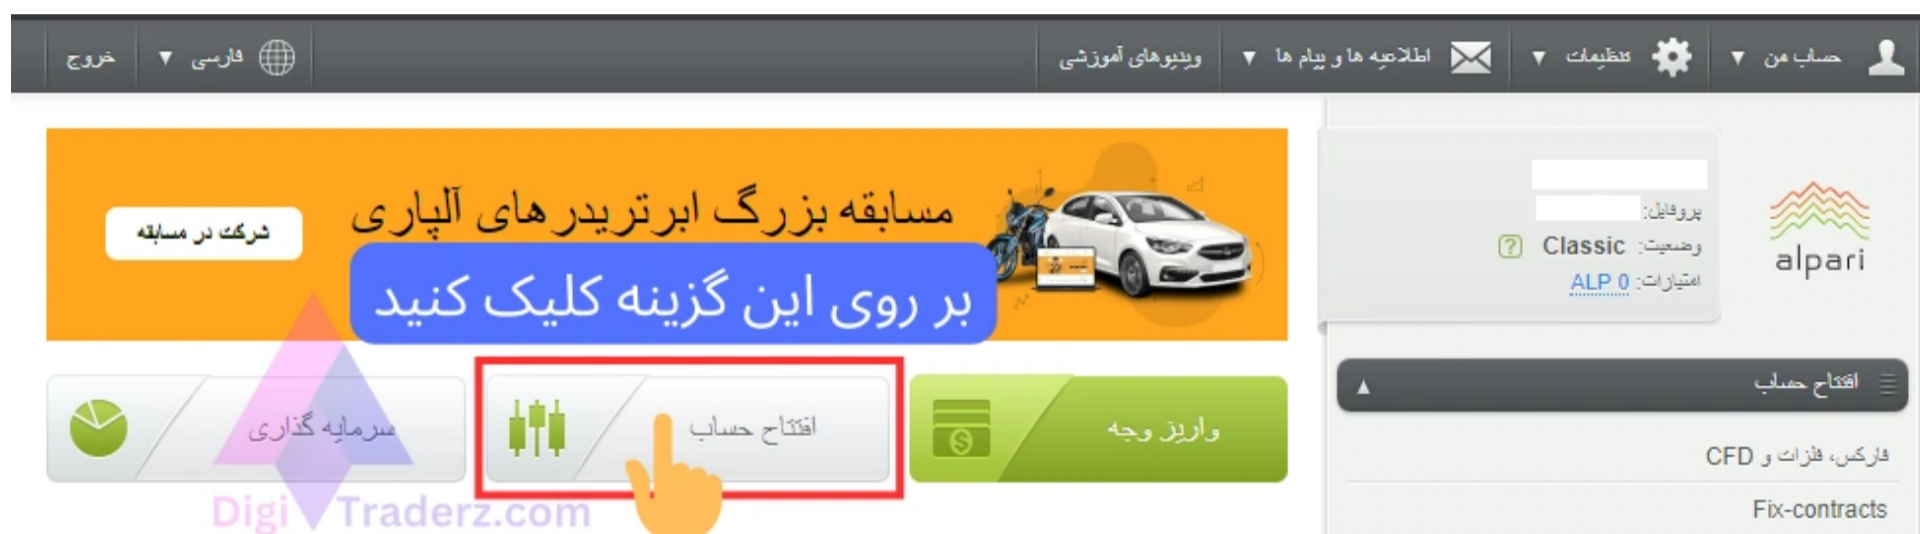 حساب من ▼
تنظیمات ▼
اطلاعیه ها و پیام ها ▼
ویدیوهای آموزشی
فارسی ▼
خروج
alpari
پروفایل:
وضعیت: Classic ?
امتیازات: ALP 0
مسابقه بزرگ ابرتریدرهای آلپاری
شرکت در مسابقه
بر روی این گزینه کلیک کنید
واریز وجه
افتتاح حساب
سرمایه گذاری
افتتاح حساب
فارکس، فلزات و CFD
Fix-contracts
DigiTraderz.com